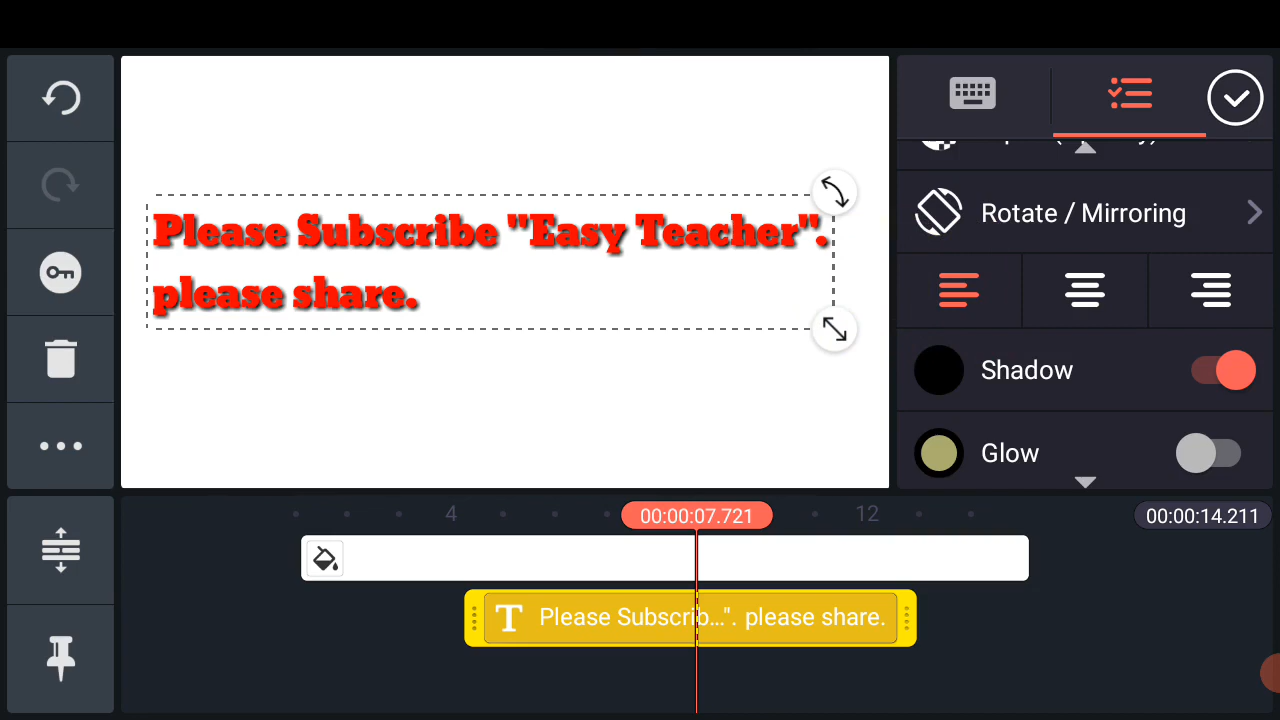 Please Subscribe "Easy Teacher".
please share.
Rotate / Mirroring
Shadow
Glow
4
00:00:07.721
12
00:00:14.211
T Please Subscrib...". please share.